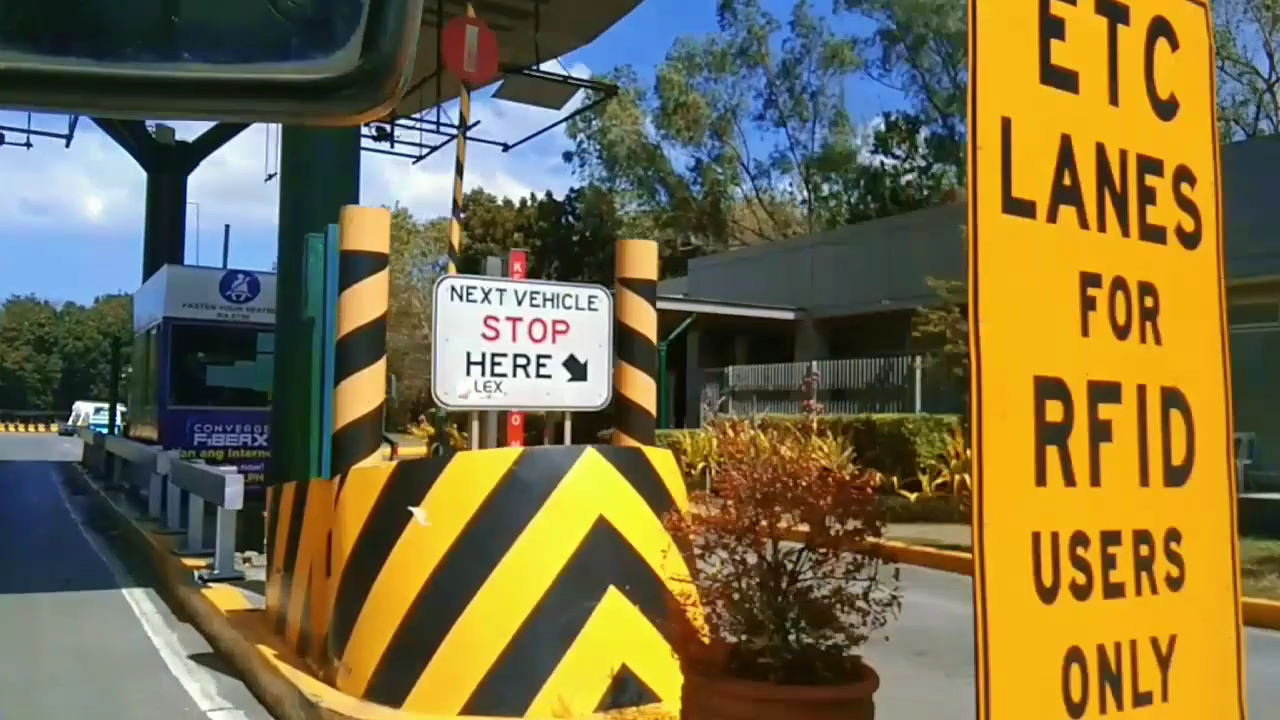 ETC
LANES
FOR
RFID
USERS
ONLY
NEXT VEHICLE
STOP
HERE
LEX
FASTEN YOUR SEATBELT
CONVERGE
FIBERX